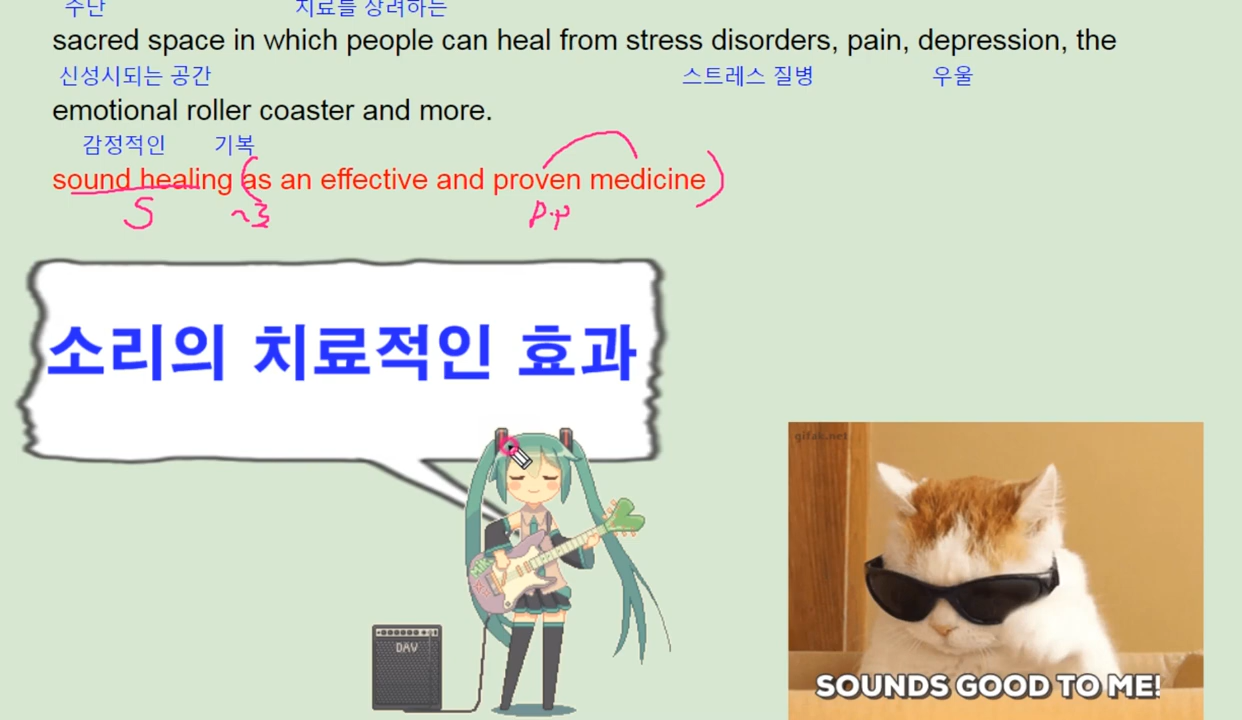 수단 치료를 장려하는
sacred space in which people can heal from stress disorders, pain, depression, the
신성시되는 공간 스트레스 질병 우울
emotional roller coaster and more.
감정적인 기복
sound healing (as an effective and proven medicine)
S ~3 P.P
소리의 치료적인 효과
gifak.net
DAV
SOUNDS GOOD TO ME!